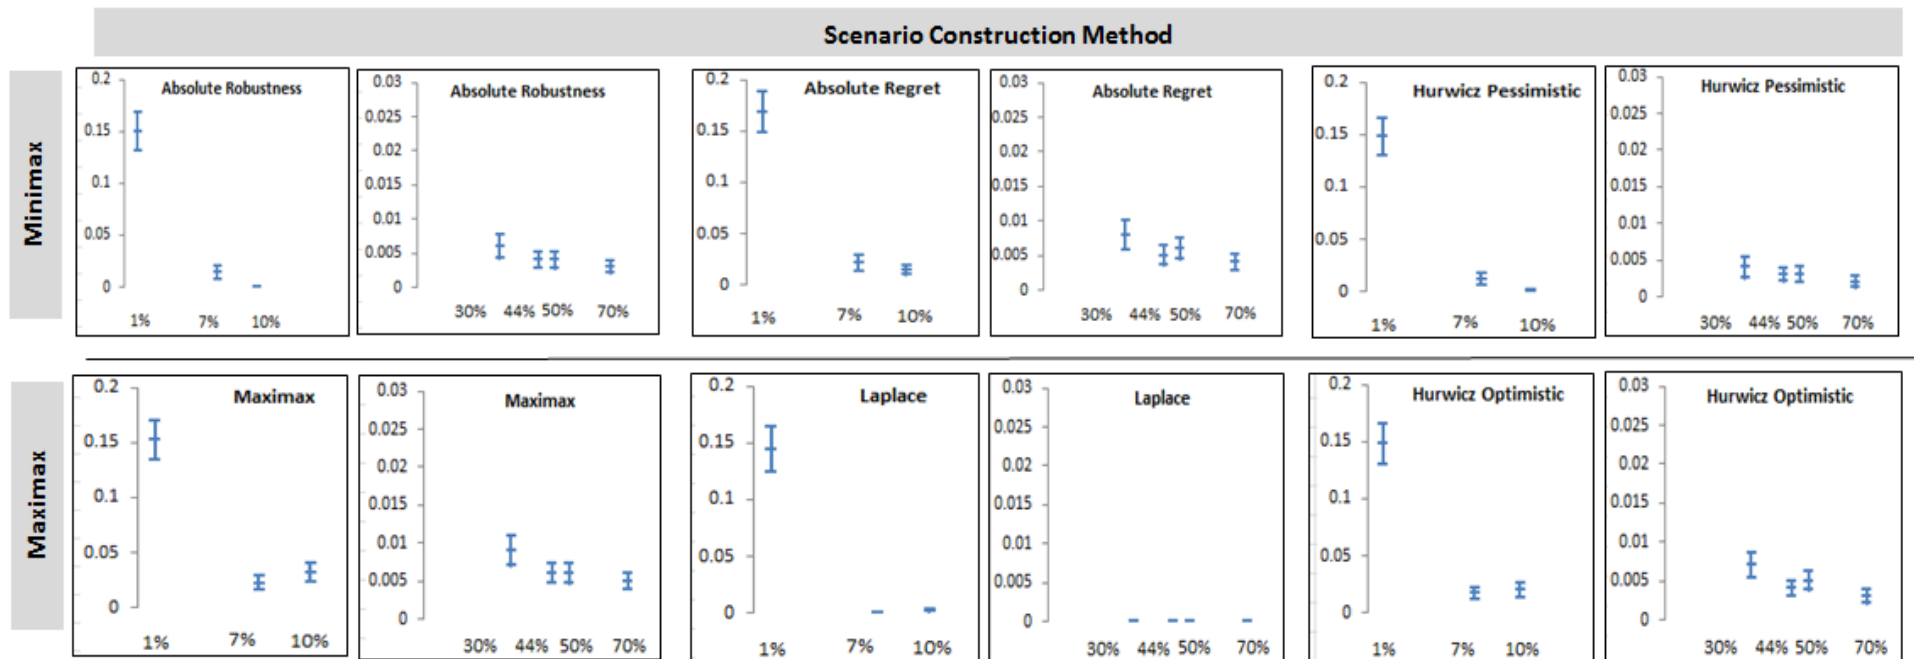 Scenario Construction Method
Minimax
Absolute Robustness
0.2
0.15
0.1
0.05
0
1% 7% 10%
Absolute Robustness
0.03
0.025
0.02
0.015
0.01
0.005
0
30% 44% 50% 70%
Absolute Regret
0.2
0.15
0.1
0.05
0
1% 7% 10%
Absolute Regret
0.03
0.025
0.02
0.015
0.01
0.005
0
30% 44% 50% 70%
Hurwicz Pessimistic
0.2
0.15
0.1
0.05
0
1% 7% 10%
Hurwicz Pessimistic
0.03
0.025
0.02
0.015
0.01
0.005
0
30% 44% 50% 70%
Maximax
Maximax
0.2
0.15
0.1
0.05
0
1% 7% 10%
Maximax
0.03
0.025
0.02
0.015
0.01
0.005
0
30% 44% 50% 70%
Laplace
0.2
0.15
0.1
0.05
0
1% 7% 10%
Laplace
0.03
0.025
0.02
0.015
0.01
0.005
0
30% 44% 50% 70%
Hurwicz Optimistic
0.2
0.15
0.1
0.05
0
1% 7% 10%
Hurwicz Optimistic
0.03
0.025
0.02
0.015
0.01
0.005
0
30% 44% 50% 70%